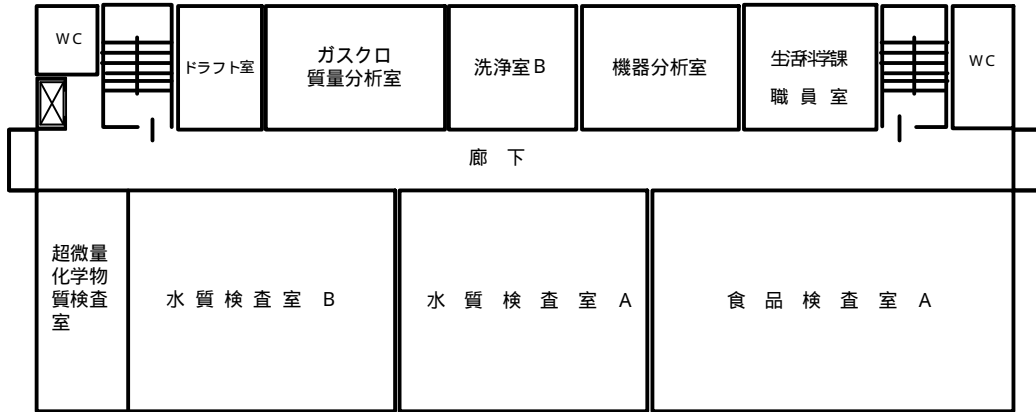 WC
ドラフト室
ガスクロ
質量分析室
洗浄室B
機器分析室
生活科学課
職員室
WC
廊下
超微量
化学物
質検査
室
水質検査室B
水質検査室A
食品検査室A